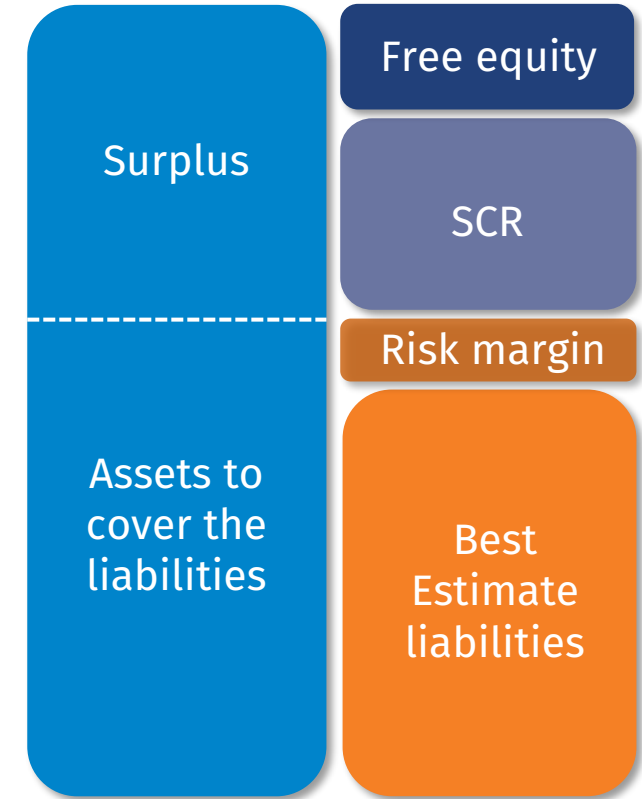 Surplus
Assets to
cover the
liabilities
Free equity
SCR
Risk margin
Best
Estimate
liabilities